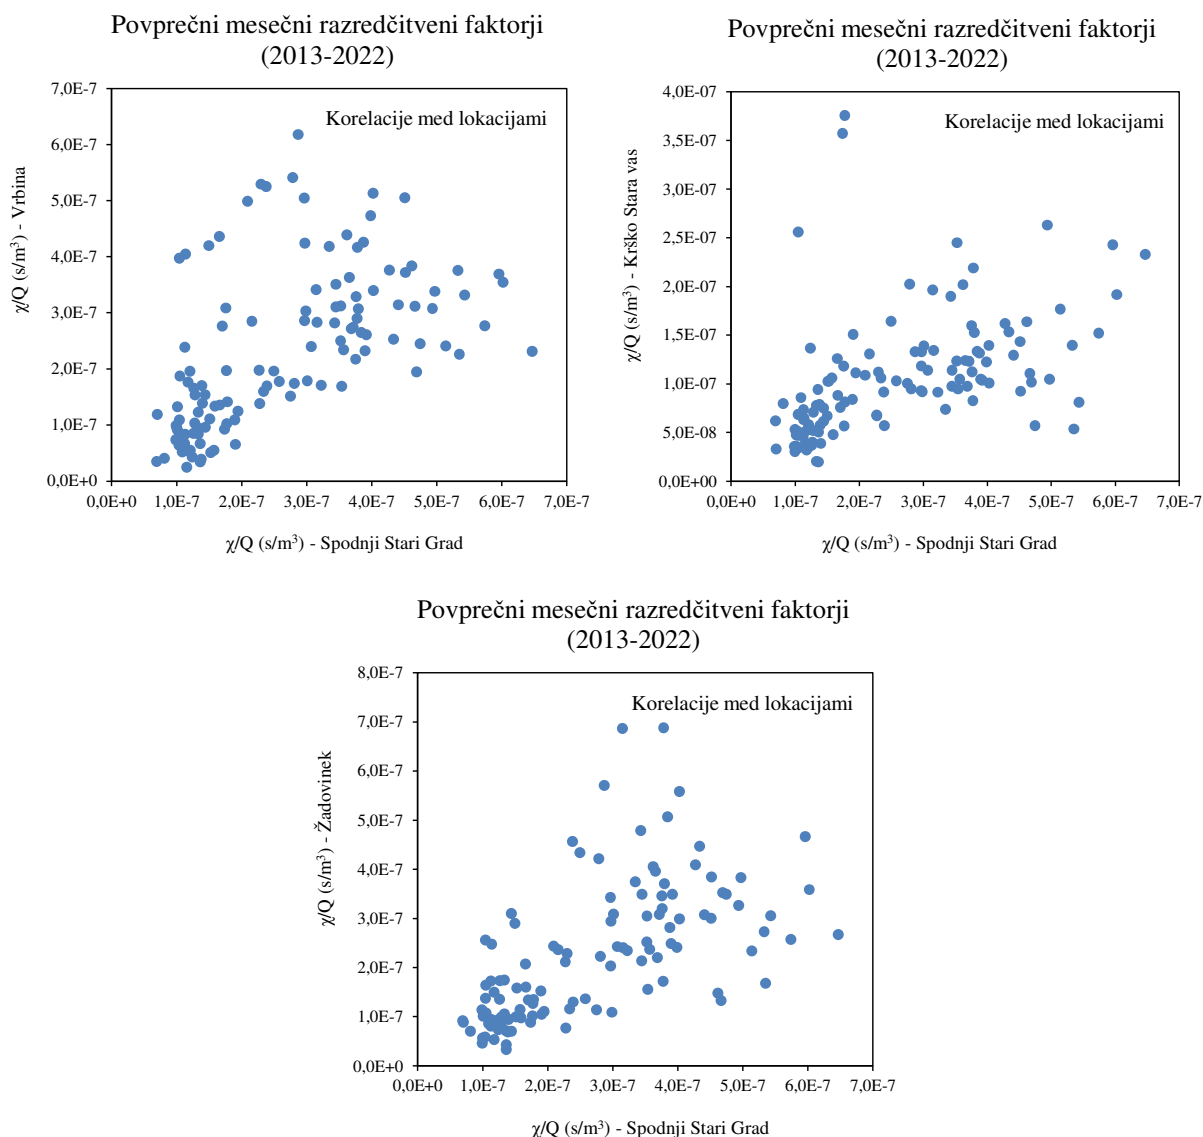 Povprečni mesečni razredčitveni faktorji
(2013-2022)
7,0E-7
6,0E-7
5,0E-7
4,0E-7
3,0E-7
2,0E-7
1,0E-7
0,0E+0
χ/Q (s/m³) - Vrbina
Korelacije med lokacijami
0,0E+0 1,0E-7 2,0E-7 3,0E-7 4,0E-7 5,0E-7 6,0E-7 7,0E-7
χ/Q (s/m³) - Spodnji Stari Grad
Povprečni mesečni razredčitveni faktorji
(2013-2022)
4,0E-07
3,5E-07
3,0E-07
2,5E-07
2,0E-07
1,5E-07
1,0E-07
5,0E-08
0,0E+0
χ/Q (s/m³) - Krško Stara vas
Korelacije med lokacijami
0,0E+0 1,0E-7 2,0E-7 3,0E-7 4,0E-7 5,0E-7 6,0E-7 7,0E-7
χ/Q (s/m³) - Spodnji Stari Grad
Povprečni mesečni razredčitveni faktorji
(2013-2022)
8,0E-7
7,0E-7
6,0E-7
5,0E-7
4,0E-7
3,0E-7
2,0E-7
1,0E-7
0,0E+0
χ/Q (s/m³) - Žadovinek
Korelacije med lokacijami
0,0E+0 1,0E-7 2,0E-7 3,0E-7 4,0E-7 5,0E-7 6,0E-7 7,0E-7
χ/Q (s/m³) - Spodnji Stari Grad